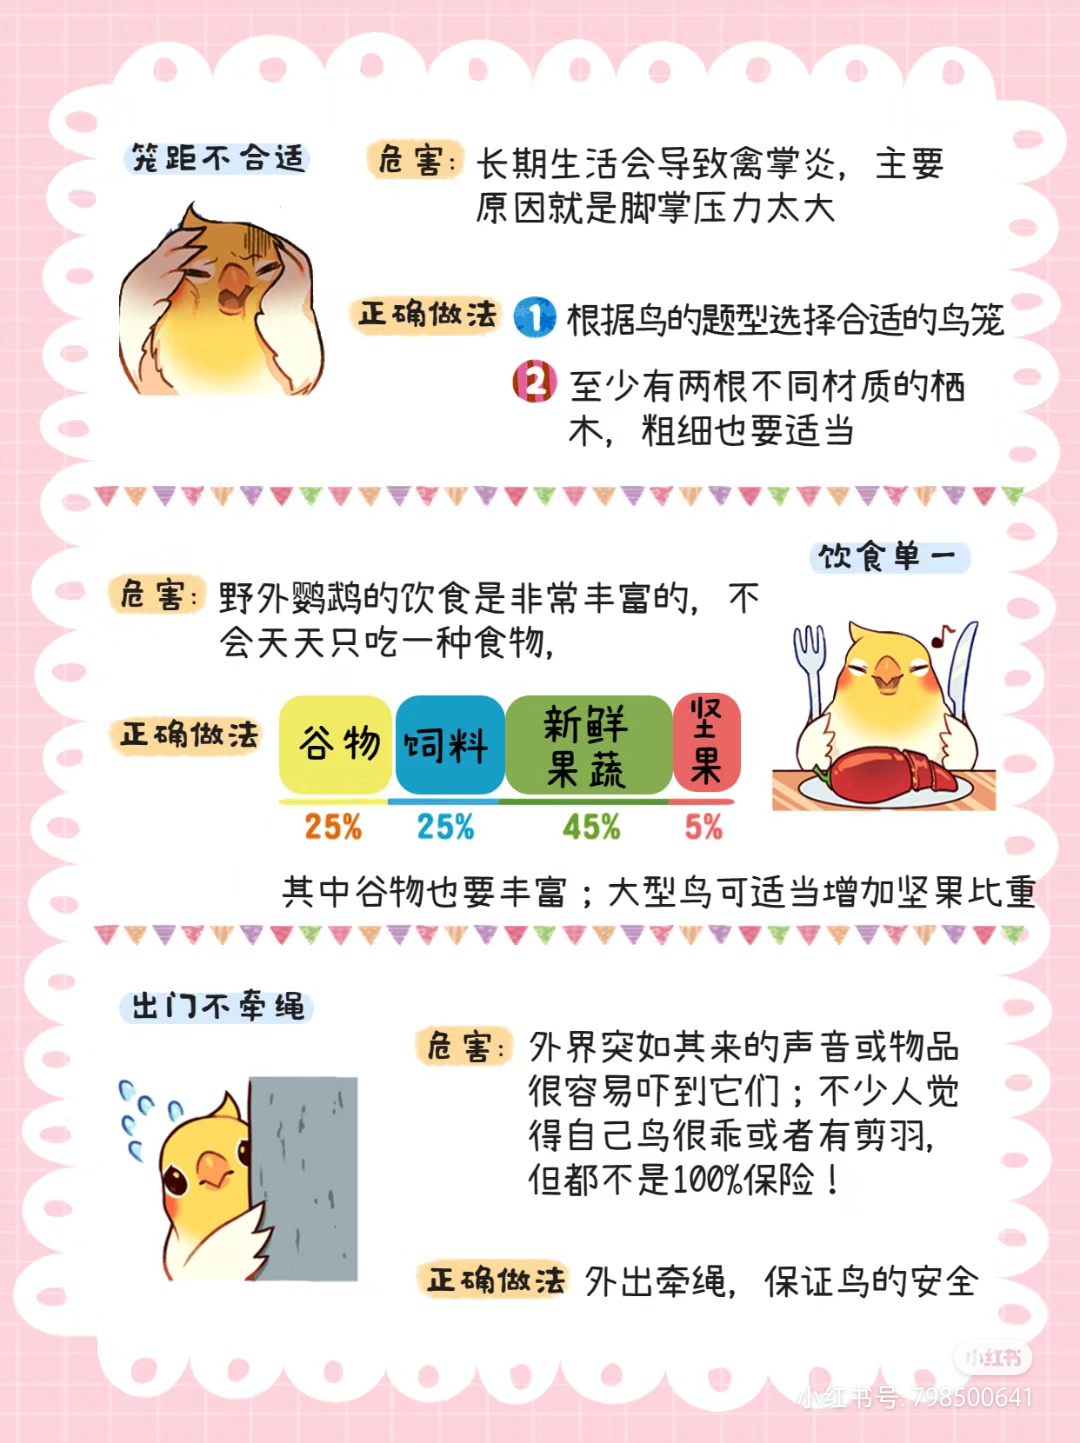 笼距不合适
危害：长期生活会导致禽掌炎，主要
原因就是脚掌压力太大
正确做法 1 根据鸟的题型选择合适的鸟笼
2 至少有两根不同材质的栖
木，粗细也要适当
饮食单一
危害：野外鹦鹉的饮食是非常丰富的，不
会天天只吃一种食物，
正确做法 谷物 饲料 新鲜果蔬 坚果
25% 25% 45% 5%
其中谷物也要丰富；大型鸟可适当增加坚果比重
出门不牵绳
危害：外界突如其来的声音或物品
很容易吓到它们；不少人觉
得自己鸟很乖或者有剪羽，
但都不是100%保险！
正确做法 外出牵绳，保证鸟的安全
小红书
小红书号: 798500641